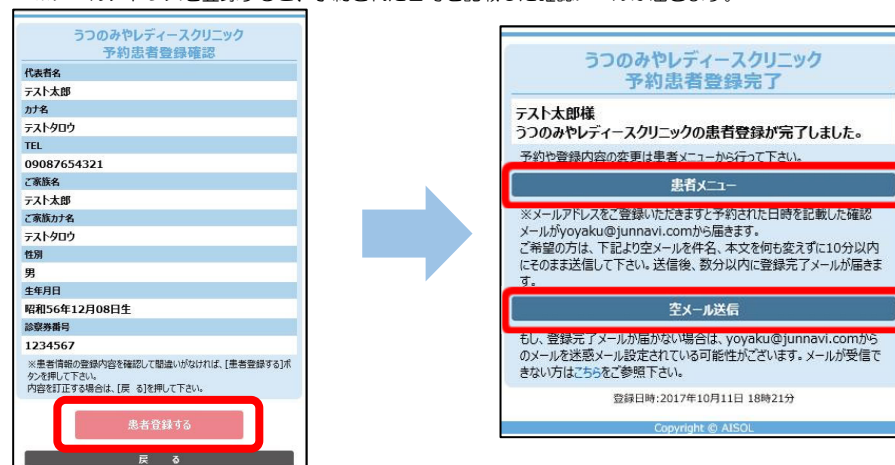 うつのみやレディースクリニック
予約患者登録確認
代表者名
テスト太郎
カナ名
テストタロウ
TEL
09087654321
ご家族名
テスト太郎
ご家族カナ名
テストタロウ
性別
男
生年月日
昭和56年12月08日生
診察券番号
1234567
※患者情報の登録内容を確認して間違いがなければ、[患者登録する]ボ
タンを押して下さい。
内容を訂正する場合は、[戻 る]を押して下さい。
患者登録する
戻 る
うつのみやレディースクリニック
予約患者登録完了
テスト太郎様
うつのみやレディースクリニックの患者登録が完了しました。
予約や登録内容の変更は患者メニューから行って下さい。
患者メニュー
※メールアドレスをご登録いただきますと予約された日時を記載した確認
メールがyoyaku@junnavi.comから届きます。
ご希望の方は、下記より空メールを件名、本文を何も変えずに10分以内
にそのまま送信して下さい。送信後、数分以内に登録完了メールが届きま
す。
空メール送信
もし、登録完了メールが届かない場合は、yoyaku@junnavi.comから
のメールを迷惑メール設定されている可能性がございます。メールが受信で
きない方はこちらをご参照下さい。
登録日時:2017年10月11日 18時21分
Copyright © AISOL